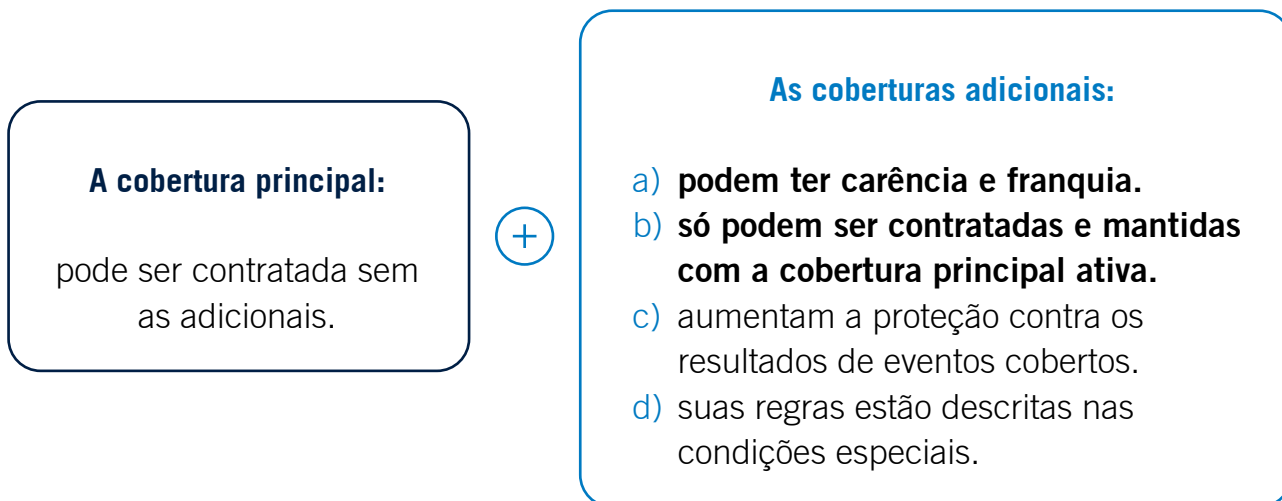 A cobertura principal:
pode ser contratada sem
as adicionais.
+
As coberturas adicionais:
a) podem ter carência e franquia.
b) só podem ser contratadas e mantidas
com a cobertura principal ativa.
c) aumentam a proteção contra os
resultados de eventos cobertos.
d) suas regras estão descritas nas
condições especiais.